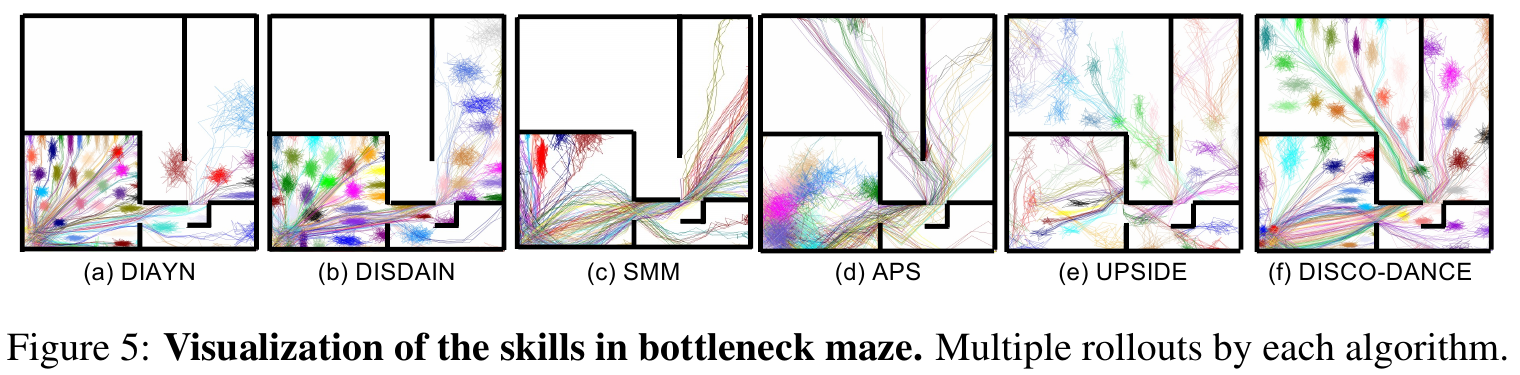 (a) DIAYN (b) DISDAIN (c) SMM (d) APS (e) UPSIDE (f) DISCO-DANCE
Figure 5: Visualization of the skills in bottleneck maze. Multiple rollouts by each algorithm.